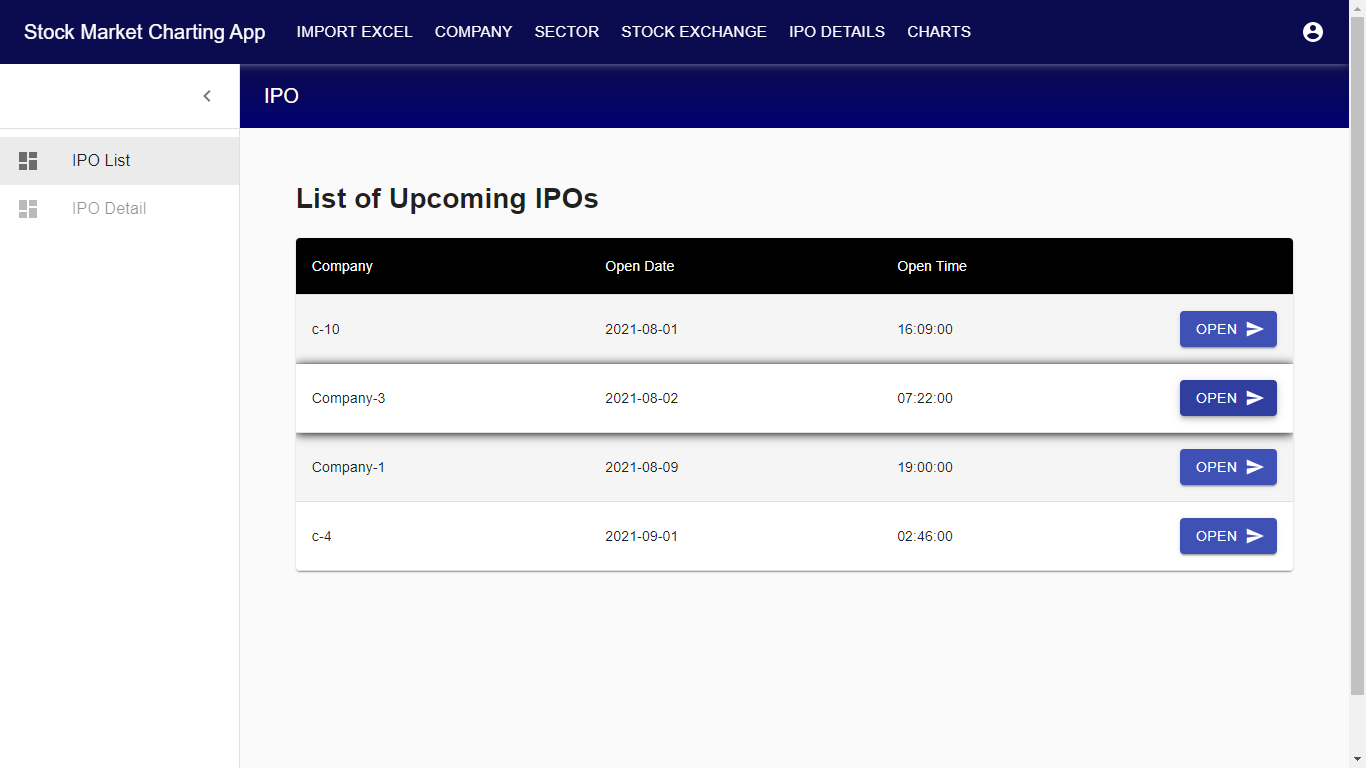 Stock Market Charting App IMPORT EXCEL COMPANY SECTOR STOCK EXCHANGE IPO DETAILS CHARTS
IPO
IPO List
IPO Detail
List of Upcoming IPOs
Company Open Date Open Time
c-10 2021-08-01 16:09:00 OPEN
Company-3 2021-08-02 07:22:00 OPEN
Company-1 2021-08-09 19:00:00 OPEN
c-4 2021-09-01 02:46:00 OPEN